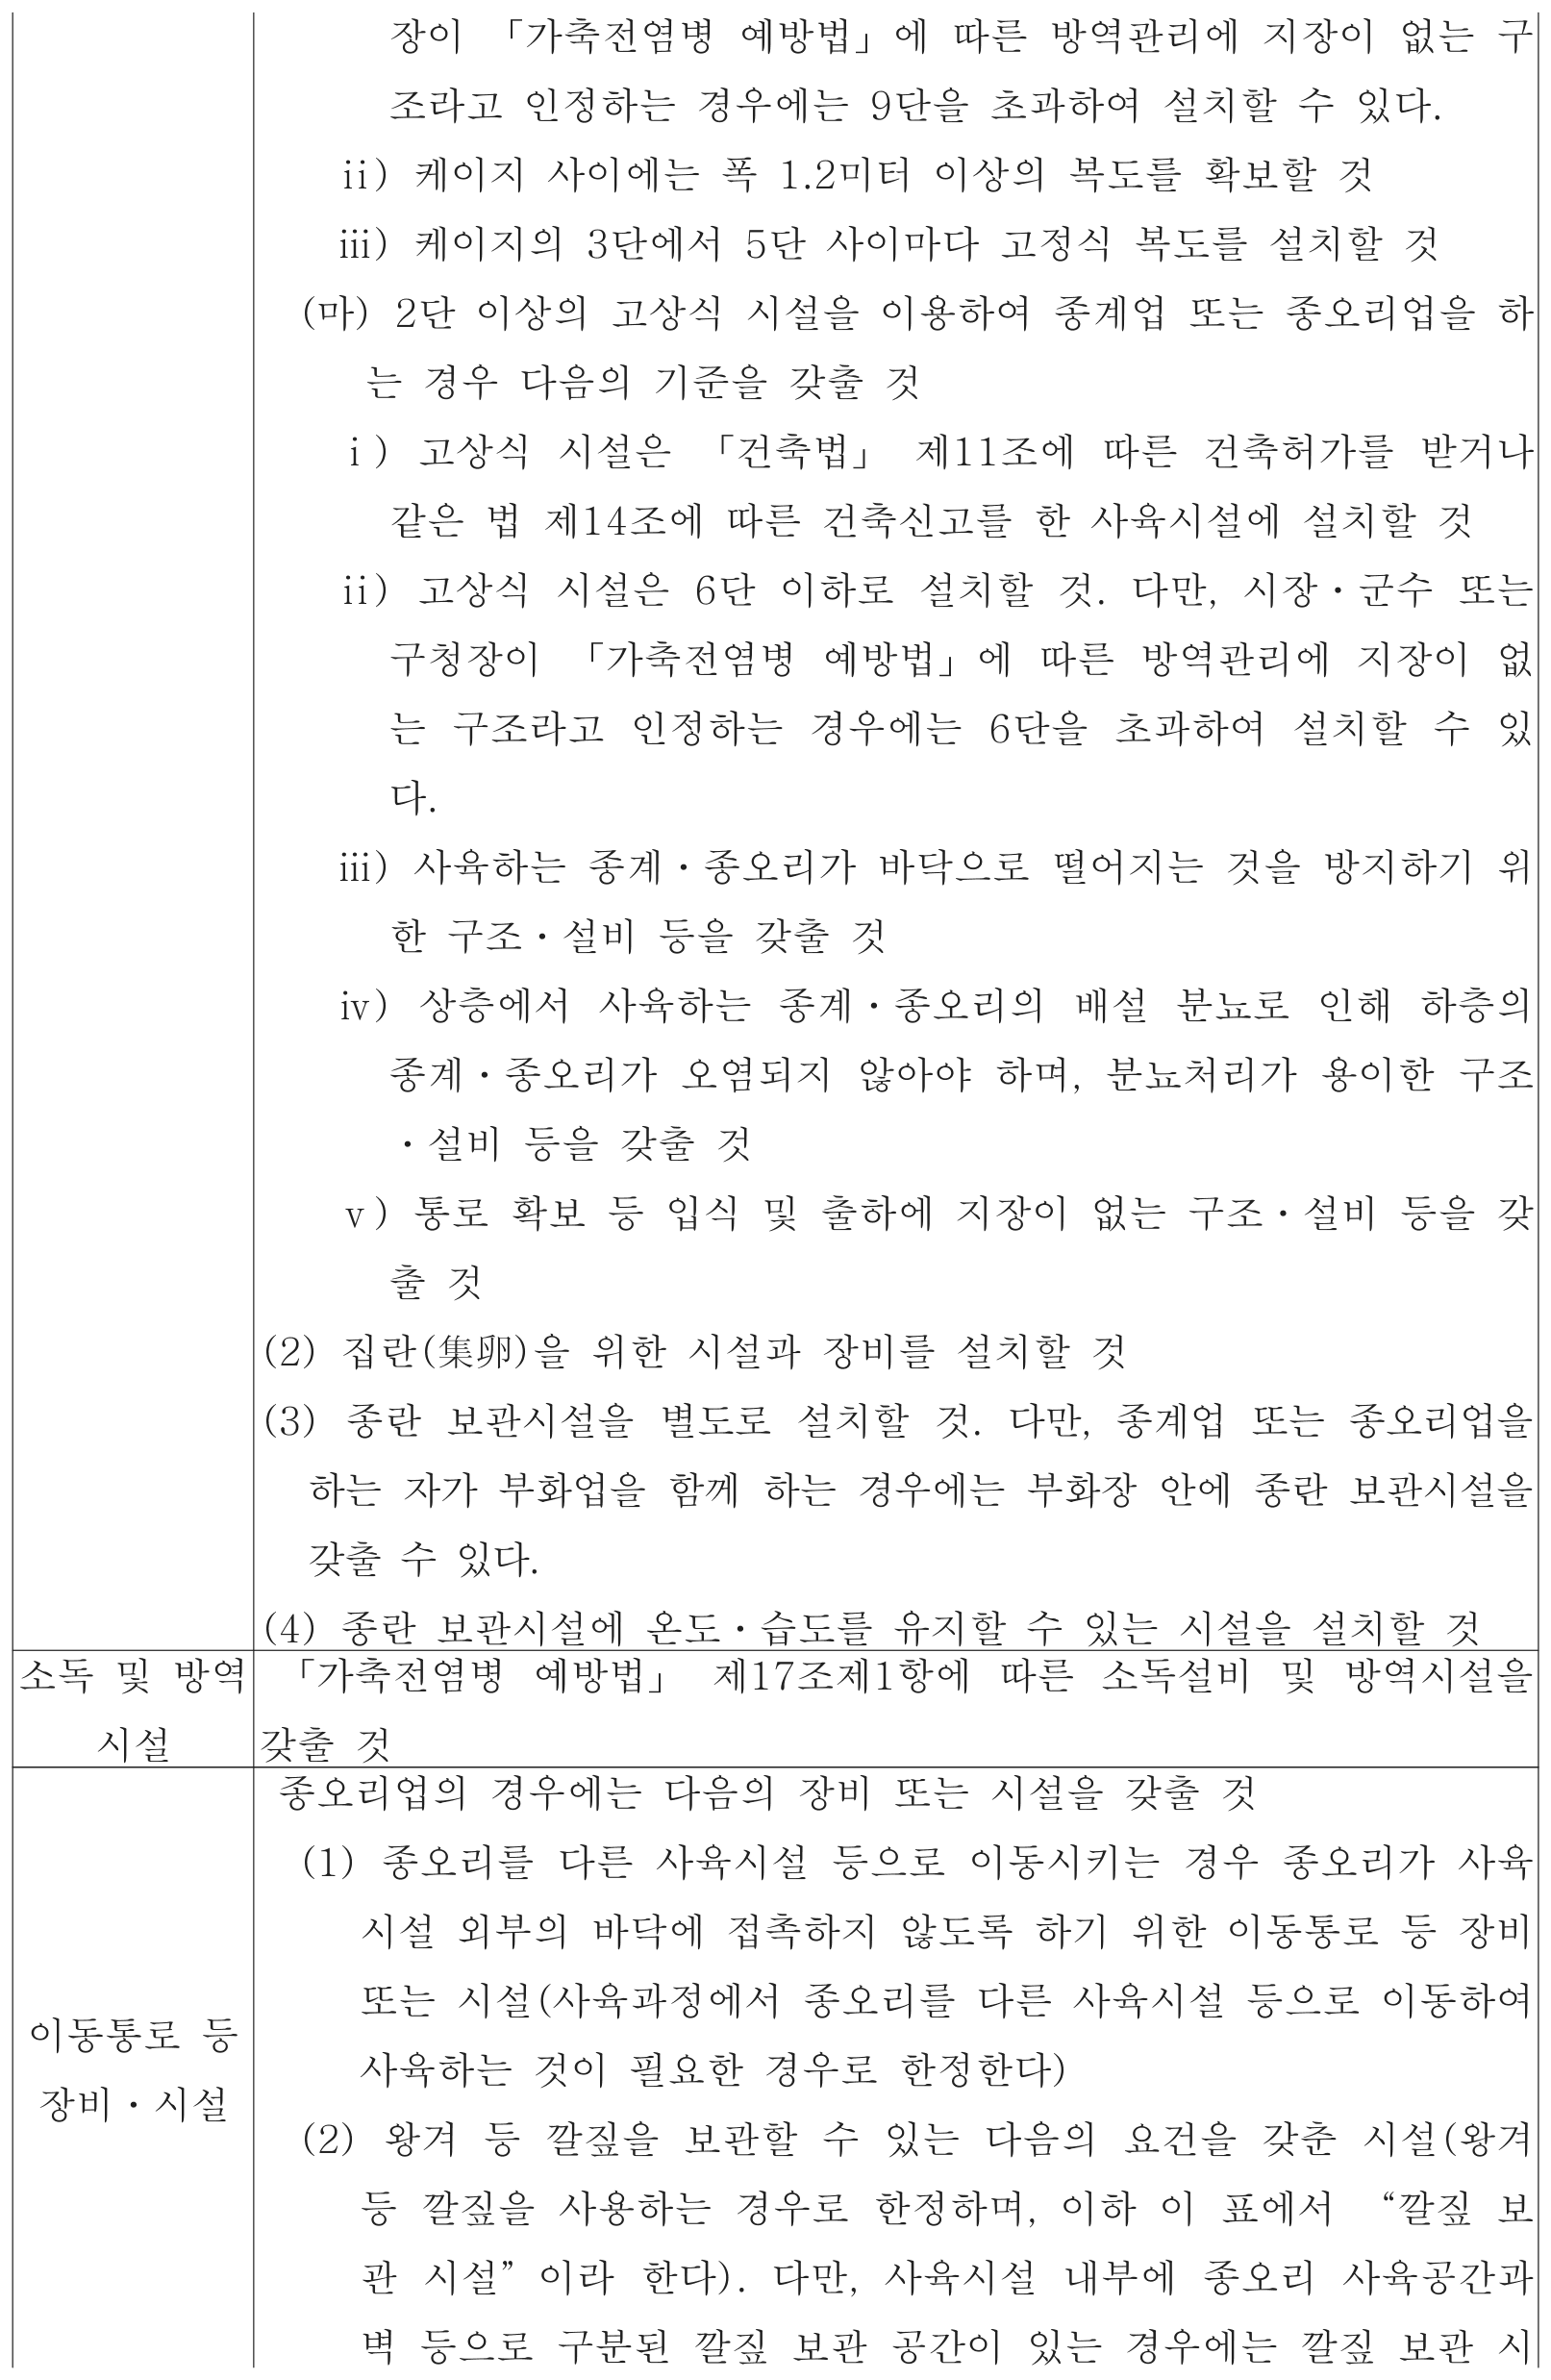 장이 「가축전염병 예방법」에 따른 방역관리에 지장이 없는 구
조라고 인정하는 경우에는 9단을 초과하여 설치할 수 있다.
ⅱ) 케이지 사이에는 폭 1.2미터 이상의 복도를 확보할 것
ⅲ) 케이지의 3단에서 5단 사이마다 고정식 복도를 설치할 것
(마) 2단 이상의 고상식 시설을 이용하여 종계업 또는 종오리업을 하
는 경우 다음의 기준을 갖출 것
ⅰ) 고상식 시설은 「건축법」 제11조에 따른 건축허가를 받거나
같은 법 제14조에 따른 건축신고를 한 사육시설에 설치할 것
ⅱ) 고상식 시설은 6단 이하로 설치할 것. 다만, 시장·군수 또는
구청장이 「가축전염병 예방법」에 따른 방역관리에 지장이 없
는 구조라고 인정하는 경우에는 6단을 초과하여 설치할 수 있
다.
ⅲ) 사육하는 종계·종오리가 바닥으로 떨어지는 것을 방지하기 위
한 구조·설비 등을 갖출 것
ⅳ) 상층에서 사육하는 종계·종오리의 배설 분뇨로 인해 하층의
종계·종오리가 오염되지 않아야 하며, 분뇨처리가 용이한 구조
·설비 등을 갖출 것
ⅴ) 통로 확보 등 입식 및 출하에 지장이 없는 구조·설비 등을 갖
출 것
(2) 집란(集卵)을 위한 시설과 장비를 설치할 것
(3) 종란 보관시설을 별도로 설치할 것. 다만, 종계업 또는 종오리업을
하는 자가 부화업을 함께 하는 경우에는 부화장 안에 종란 보관시설을
갖출 수 있다.
(4) 종란 보관시설에 온도·습도를 유지할 수 있는 시설을 설치할 것
소독 및 방역
시설
「가축전염병 예방법」 제17조제1항에 따른 소독설비 및 방역시설을
갖출 것
이동통로 등
장비·시설
종오리업의 경우에는 다음의 장비 또는 시설을 갖출 것
(1) 종오리를 다른 사육시설 등으로 이동시키는 경우 종오리가 사육
시설 외부의 바닥에 접촉하지 않도록 하기 위한 이동통로 등 장비
또는 시설(사육과정에서 종오리를 다른 사육시설 등으로 이동하여
사육하는 것이 필요한 경우로 한정한다)
(2) 왕겨 등 깔짚을 보관할 수 있는 다음의 요건을 갖춘 시설(왕겨
등 깔짚을 사용하는 경우로 한정하며, 이하 이 표에서 “깔짚 보
관 시설”이라 한다). 다만, 사육시설 내부에 종오리 사육공간과
벽 등으로 구분된 깔짚 보관 공간이 있는 경우에는 깔짚 보관 시